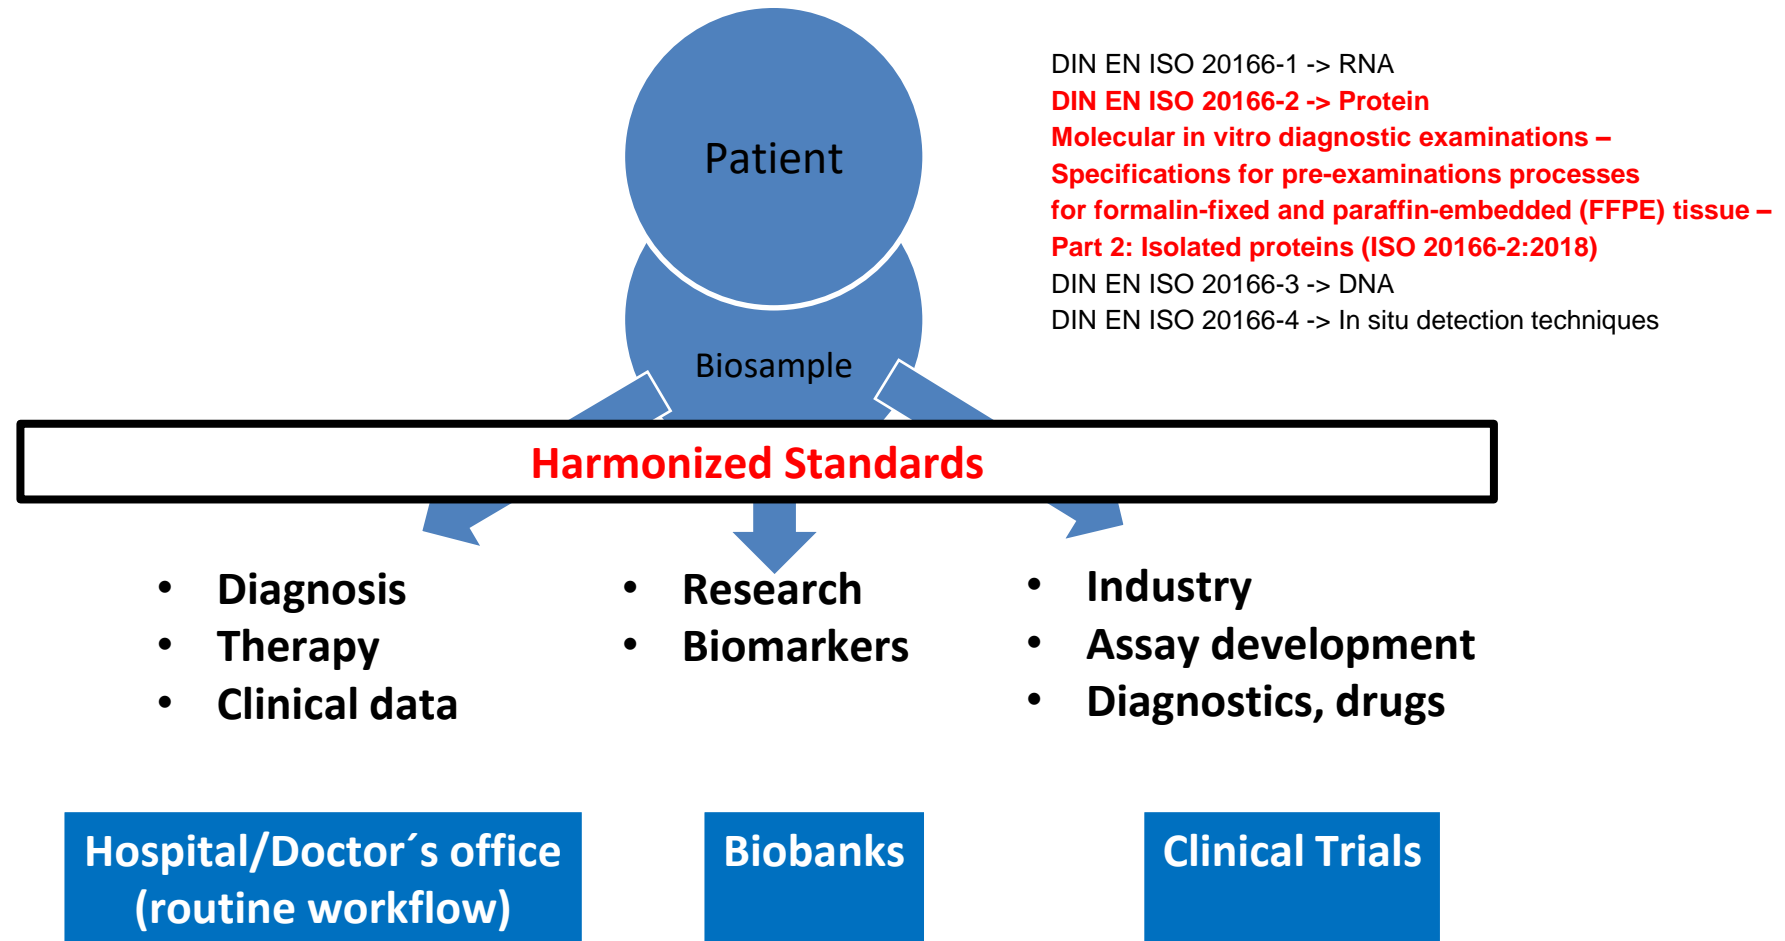 Patient
Biosample
DIN EN ISO 20166-1 -> RNA
DIN EN ISO 20166-2 -> Protein
Molecular in vitro diagnostic examinations –
Specifications for pre-examinations processes
for formalin-fixed and paraffin-embedded (FFPE) tissue –
Part 2: Isolated proteins (ISO 20166-2:2018)
DIN EN ISO 20166-3 -> DNA
DIN EN ISO 20166-4 -> In situ detection techniques
Harmonized Standards
• Diagnosis
• Therapy
• Clinical data
• Research
• Biomarkers
• Industry
• Assay development
• Diagnostics, drugs
Hospital/Doctor´s office
(routine workflow)
Biobanks
Clinical Trials